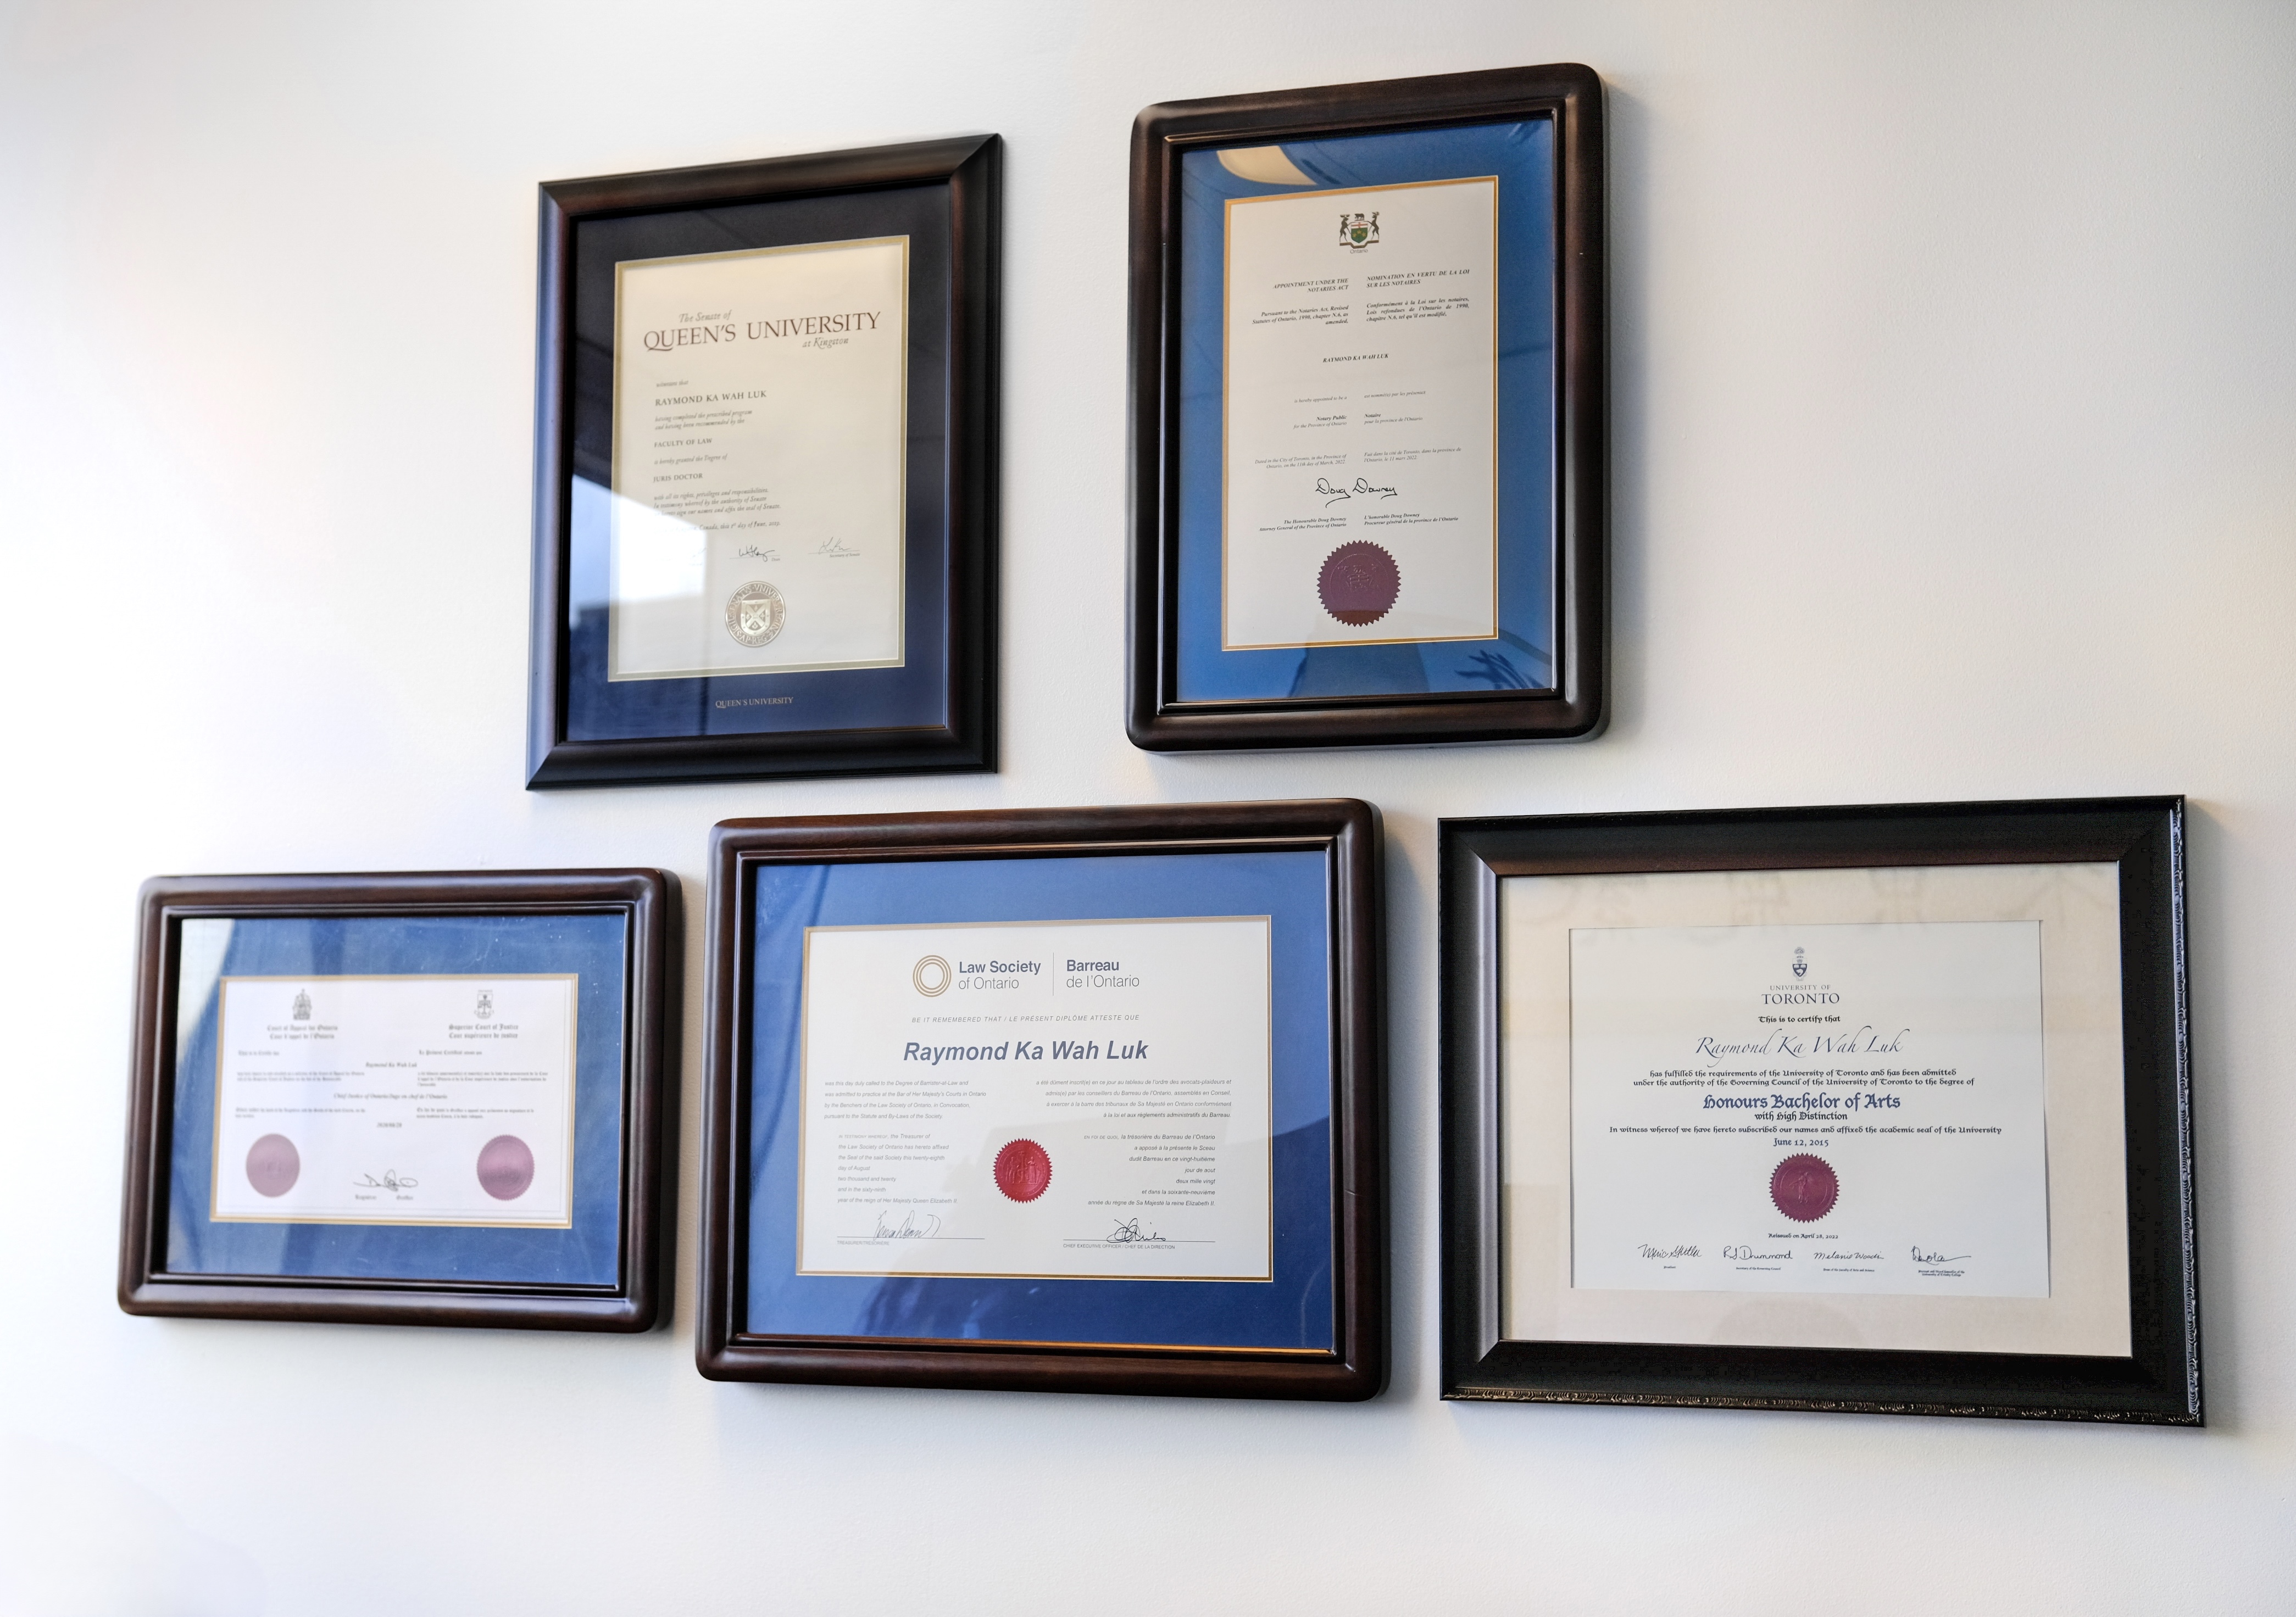 The Senate of
QUEEN'S UNIVERSITY
at Kingston
witnesses that
RAYMOND KA WAH LUK
having completed the prescribed program
and having been recommended by the
FACULTY OF LAW
is hereby granted the Degree of
JURIS DOCTOR
with all its rights, privileges and responsibilities.
In testimony whereof by the authority of Senate
sign our names and affix the seal of Senate
Canada, this day of June, 2019.
Secretary of Senate
QUEEN'S UNIVERSITY
Ontario
APPOINTMENT UNDER THE
NOTARIES ACT
NOMINATION EN VERTU DE LA LOI
SUR LES NOTAIRES
Pursuant to the Notaries Act, Revised
Statutes of Ontario, 1990, chapter N.6, as
amended,
Conformément à la Loi sur les notaires,
Lois refondues de l'Ontario de 1990,
chapitre N.6, tel qu'il est modifié,
RAYMOND KA WAH LUK
is hereby appointed to be a
est nommé(e) par les présentes
Notary Public
for the Province of Ontario
Notaire
pour la province de l'Ontario
Dated in the City of Toronto, in the Province of
Ontario, on the 11th day of March, 2022.
Fait dans la cité de Toronto, dans la province de
l'Ontario, le 11 mars 2022.
Doug Downey
The Honourable Doug Downey
Attorney General of the Province of Ontario
L'honorable Doug Downey
Procureur général de la province de l'Ontario
Court of Appeal for Ontario
Cour d'appel de l'Ontario
Superior Court of Justice
Cour supérieure de justice
Raymond Ka Wah Luk
Chief Justice of Ontario/Juge en chef de l'Ontario
2020/08/28
Law Society
of Ontario
Barreau
de l'Ontario
BE IT REMEMBERED THAT / LE PRÉSENT DIPLÔME ATTESTE QUE
Raymond Ka Wah Luk
was this day duly called to the Degree of Barrister-at-Law and
was admitted to practice at the Bar of Her Majesty's Courts in Ontario
by the Benchers of the Law Society of Ontario, in Convocation,
pursuant to the Statute and By-Laws of the Society.
a été dûment inscrit(e) en ce jour au tableau de l'ordre des avocats-plaideurs et
admis(e) par les conseillers du Barreau de l'Ontario, assemblés en Conseil,
à exercer à la barre des tribunaux de Sa Majesté en Ontario conformément
à la loi et aux règlements administratifs du Barreau
IN TESTIMONY WHEREOF, the Treasurer of
the Law Society of Ontario has hereto affixed
the Seal of the said Society this twenty-eighth
day of August
two thousand and twenty
and in the sixty-ninth
year of the reign of Her Majesty Queen Elizabeth II.
EN FOI DE QUOI, la trésorière du Barreau de l'Ontario
a apposé à la présente le Sceau
dudit Barreau en ce vingt-huitième
jour de aout
deux mille vingt
et dans la soixante-neuvième
année du règne de Sa Majesté la reine Elizabeth II.
TREASURER/TRÉSORIÈRE
CHIEF EXECUTIVE OFFICER / CHEF DE LA DIRECTION
UNIVERSITY OF
TORONTO
This is to certify that
Raymond Ka Wah Luk
has fulfilled the requirements of the University of Toronto and has been admitted
under the authority of the Governing Council of the University of Toronto to the degree of
Honours Bachelor of Arts
with High Distinction
In witness whereof we have hereto subscribed our names and affixed the academic seal of the University
June 12, 2015
Reissued on April 28, 2022